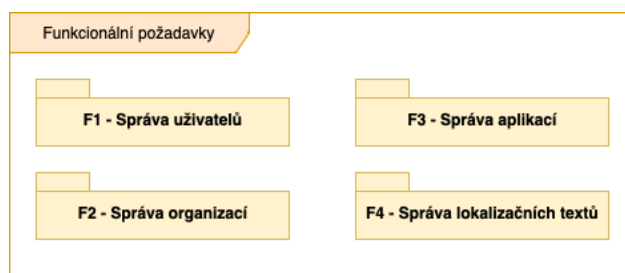 Funkcionální požadavky
F1 - Správa uživatelů
F3 - Správa aplikací
F2 - Správa organizací
F4 - Správa lokalizačních textů